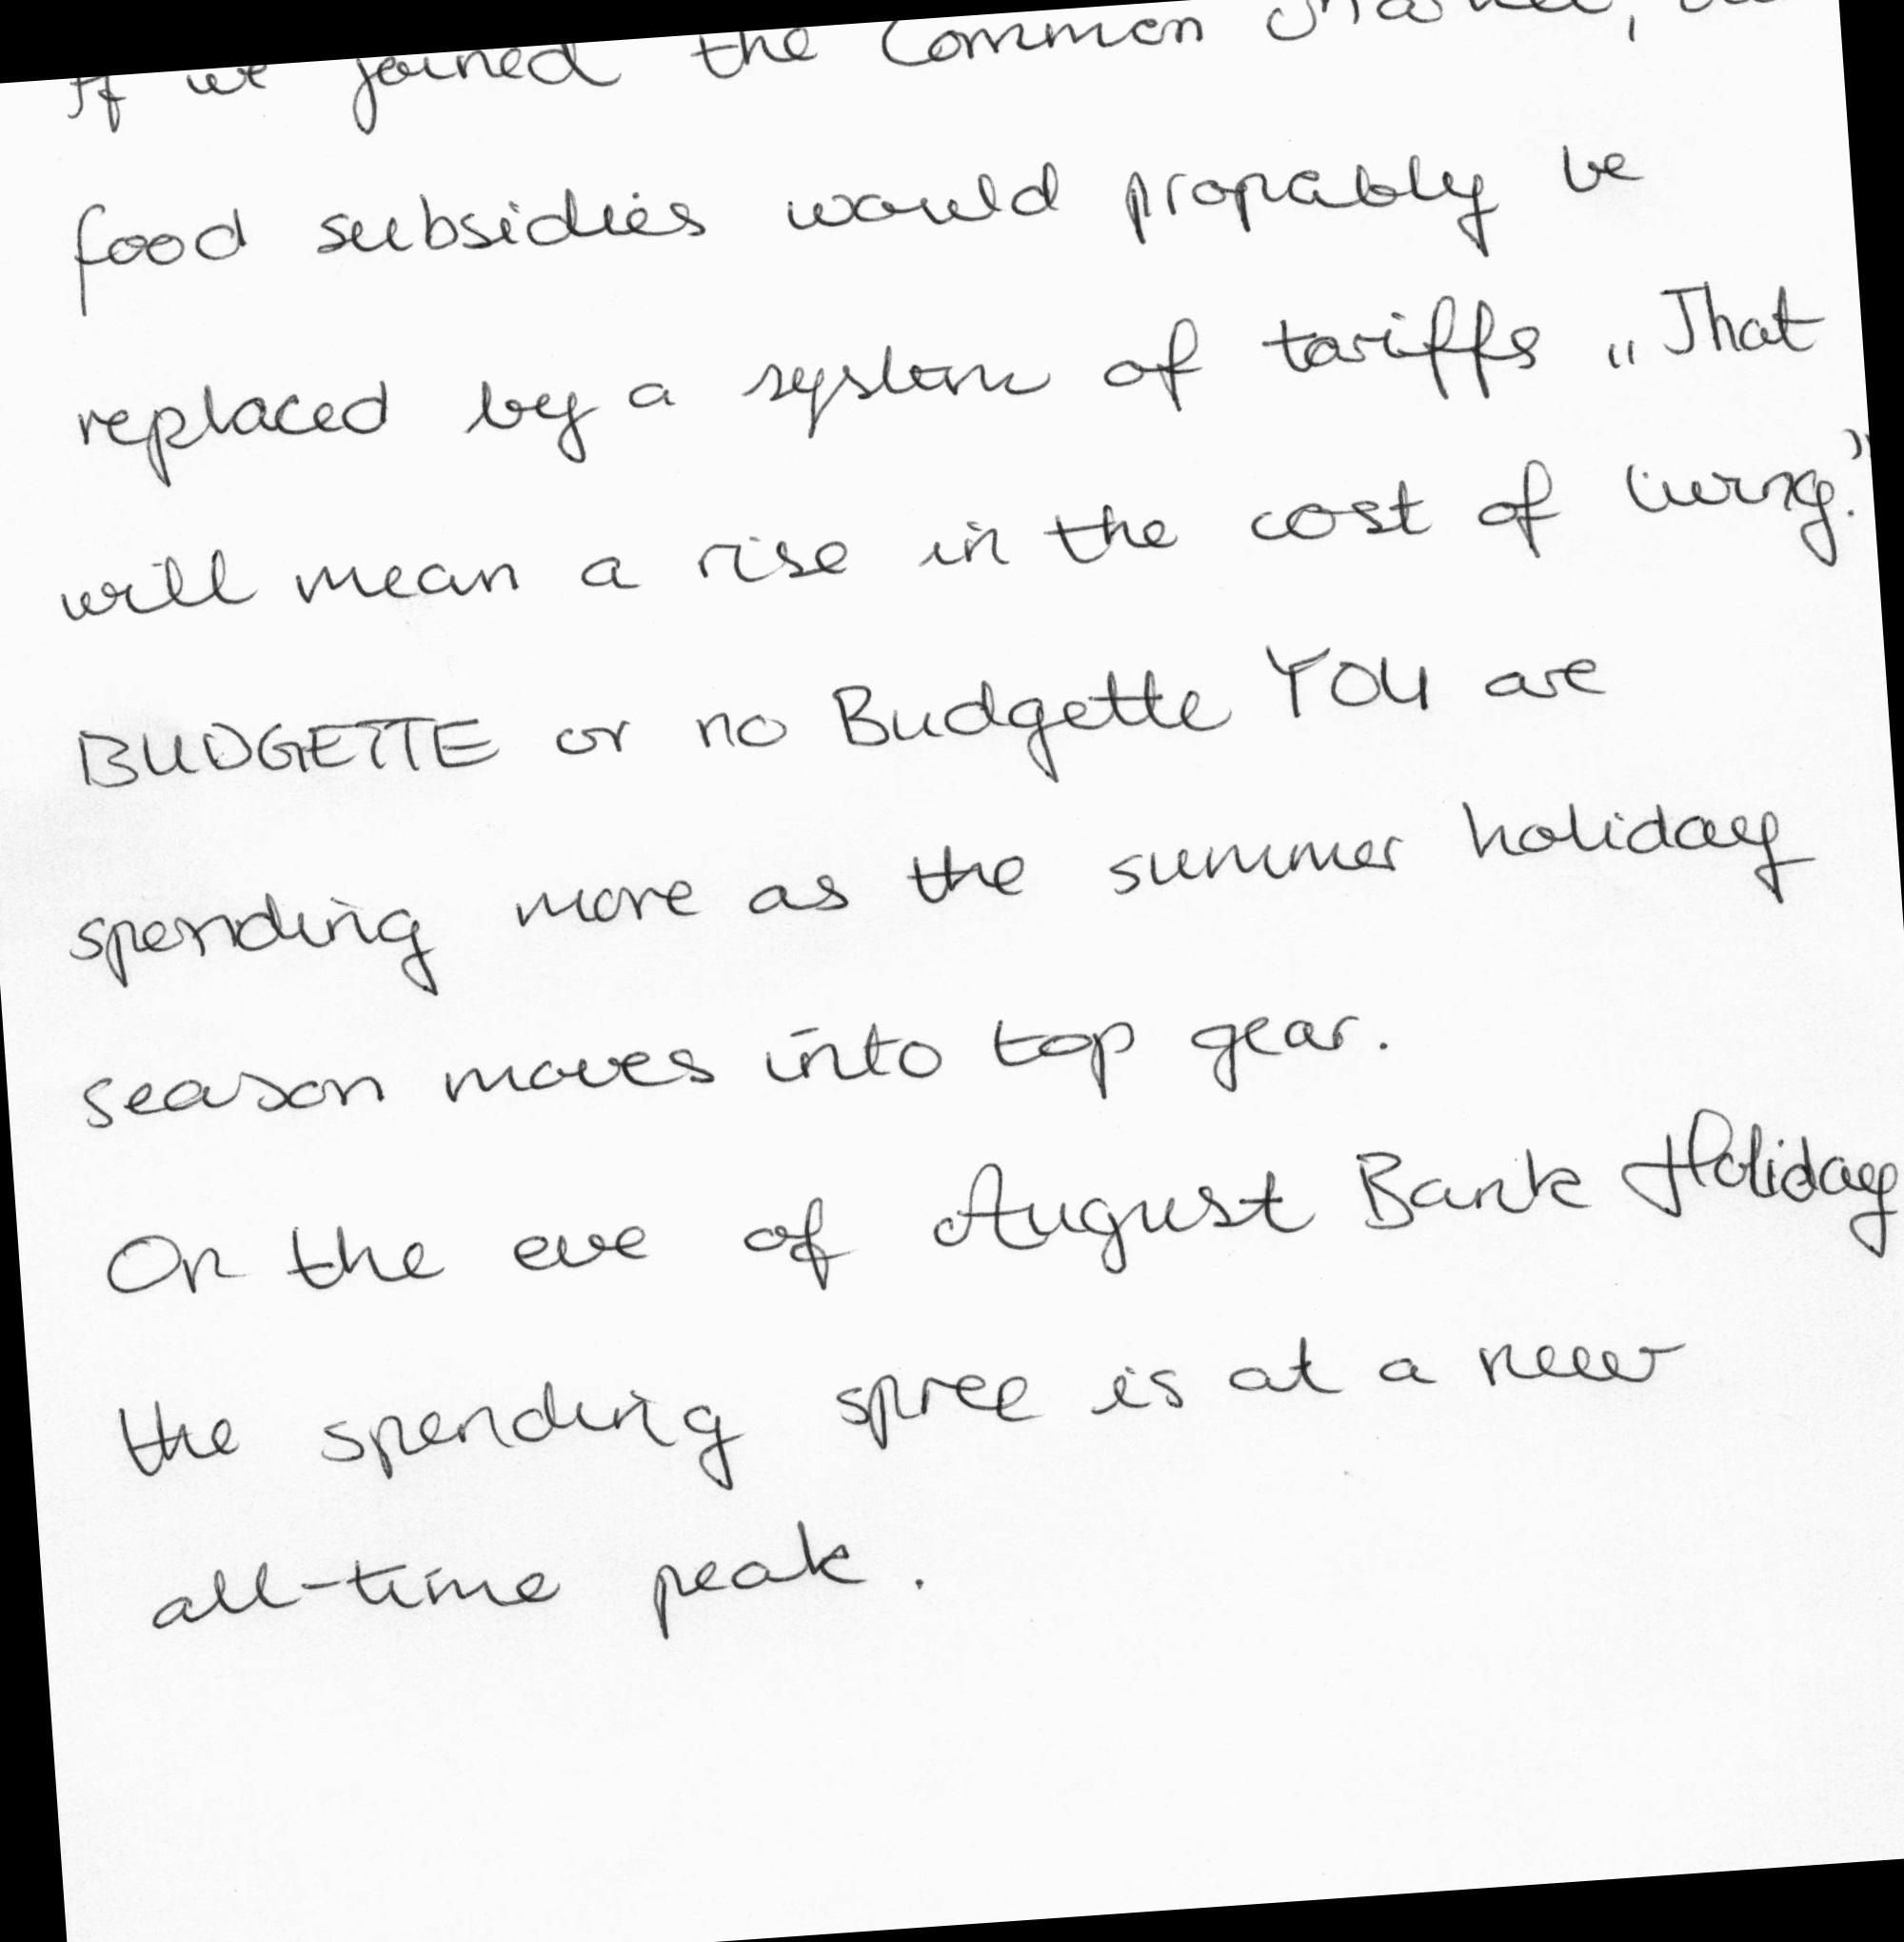 If we joined the Common Market,
food subsidies would propably be
replaced by a system of tariffs „That
will mean a rise in the cost of living."
BUDGETTE or no Budgette YOU are
spending more as the summer holiday
season moves into top gear.
On the eve of August Bank Holiday
the spending spree is at a new
all-time peak.